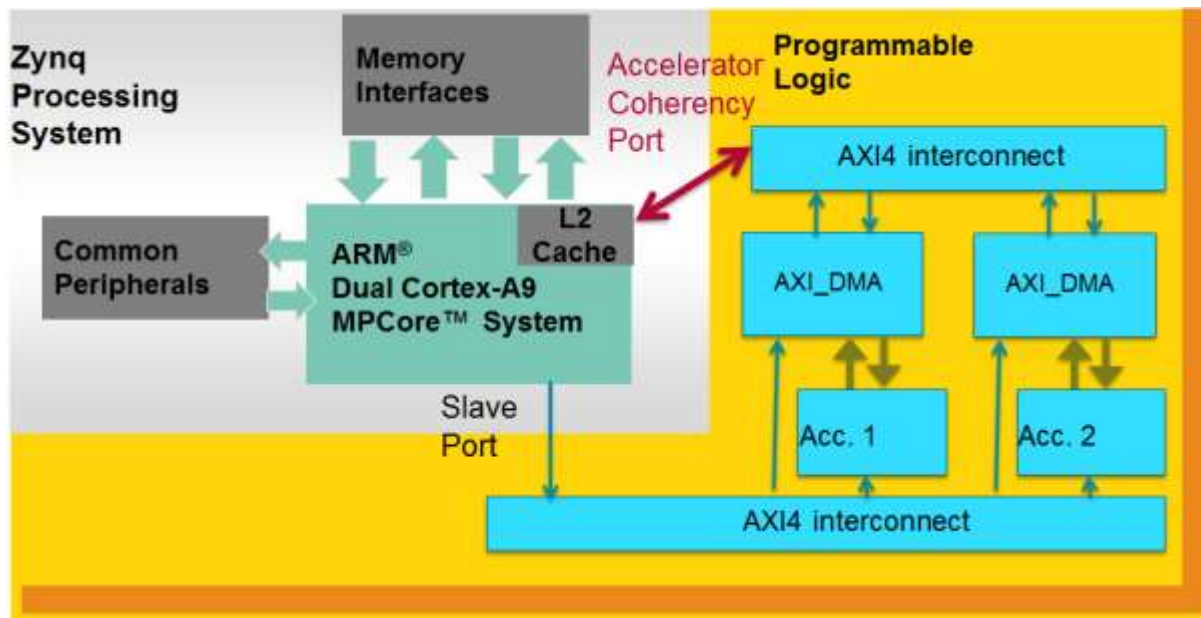 Zynq
Processing
System
Memory
Interfaces
Accelerator
Coherency
Port
Programmable
Logic
AXI4 interconnect
L2
Cache
Common
Peripherals
ARM®
Dual Cortex-A9
MPCore™ System
AXI_DMA
AXI_DMA
Slave
Port
Acc. 1
Acc. 2
AXI4 interconnect